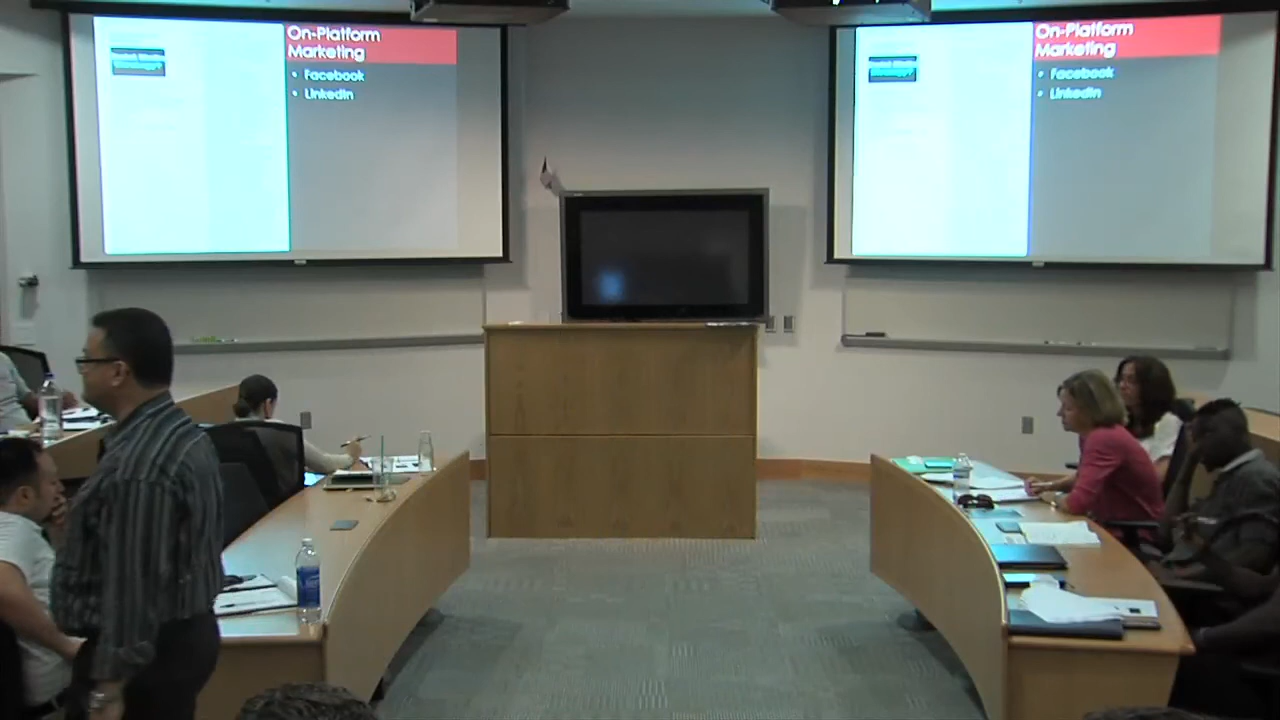 On-Platform
Marketing
• Facebook
• LinkedIn
On-Platform
Marketing
• Facebook
• LinkedIn